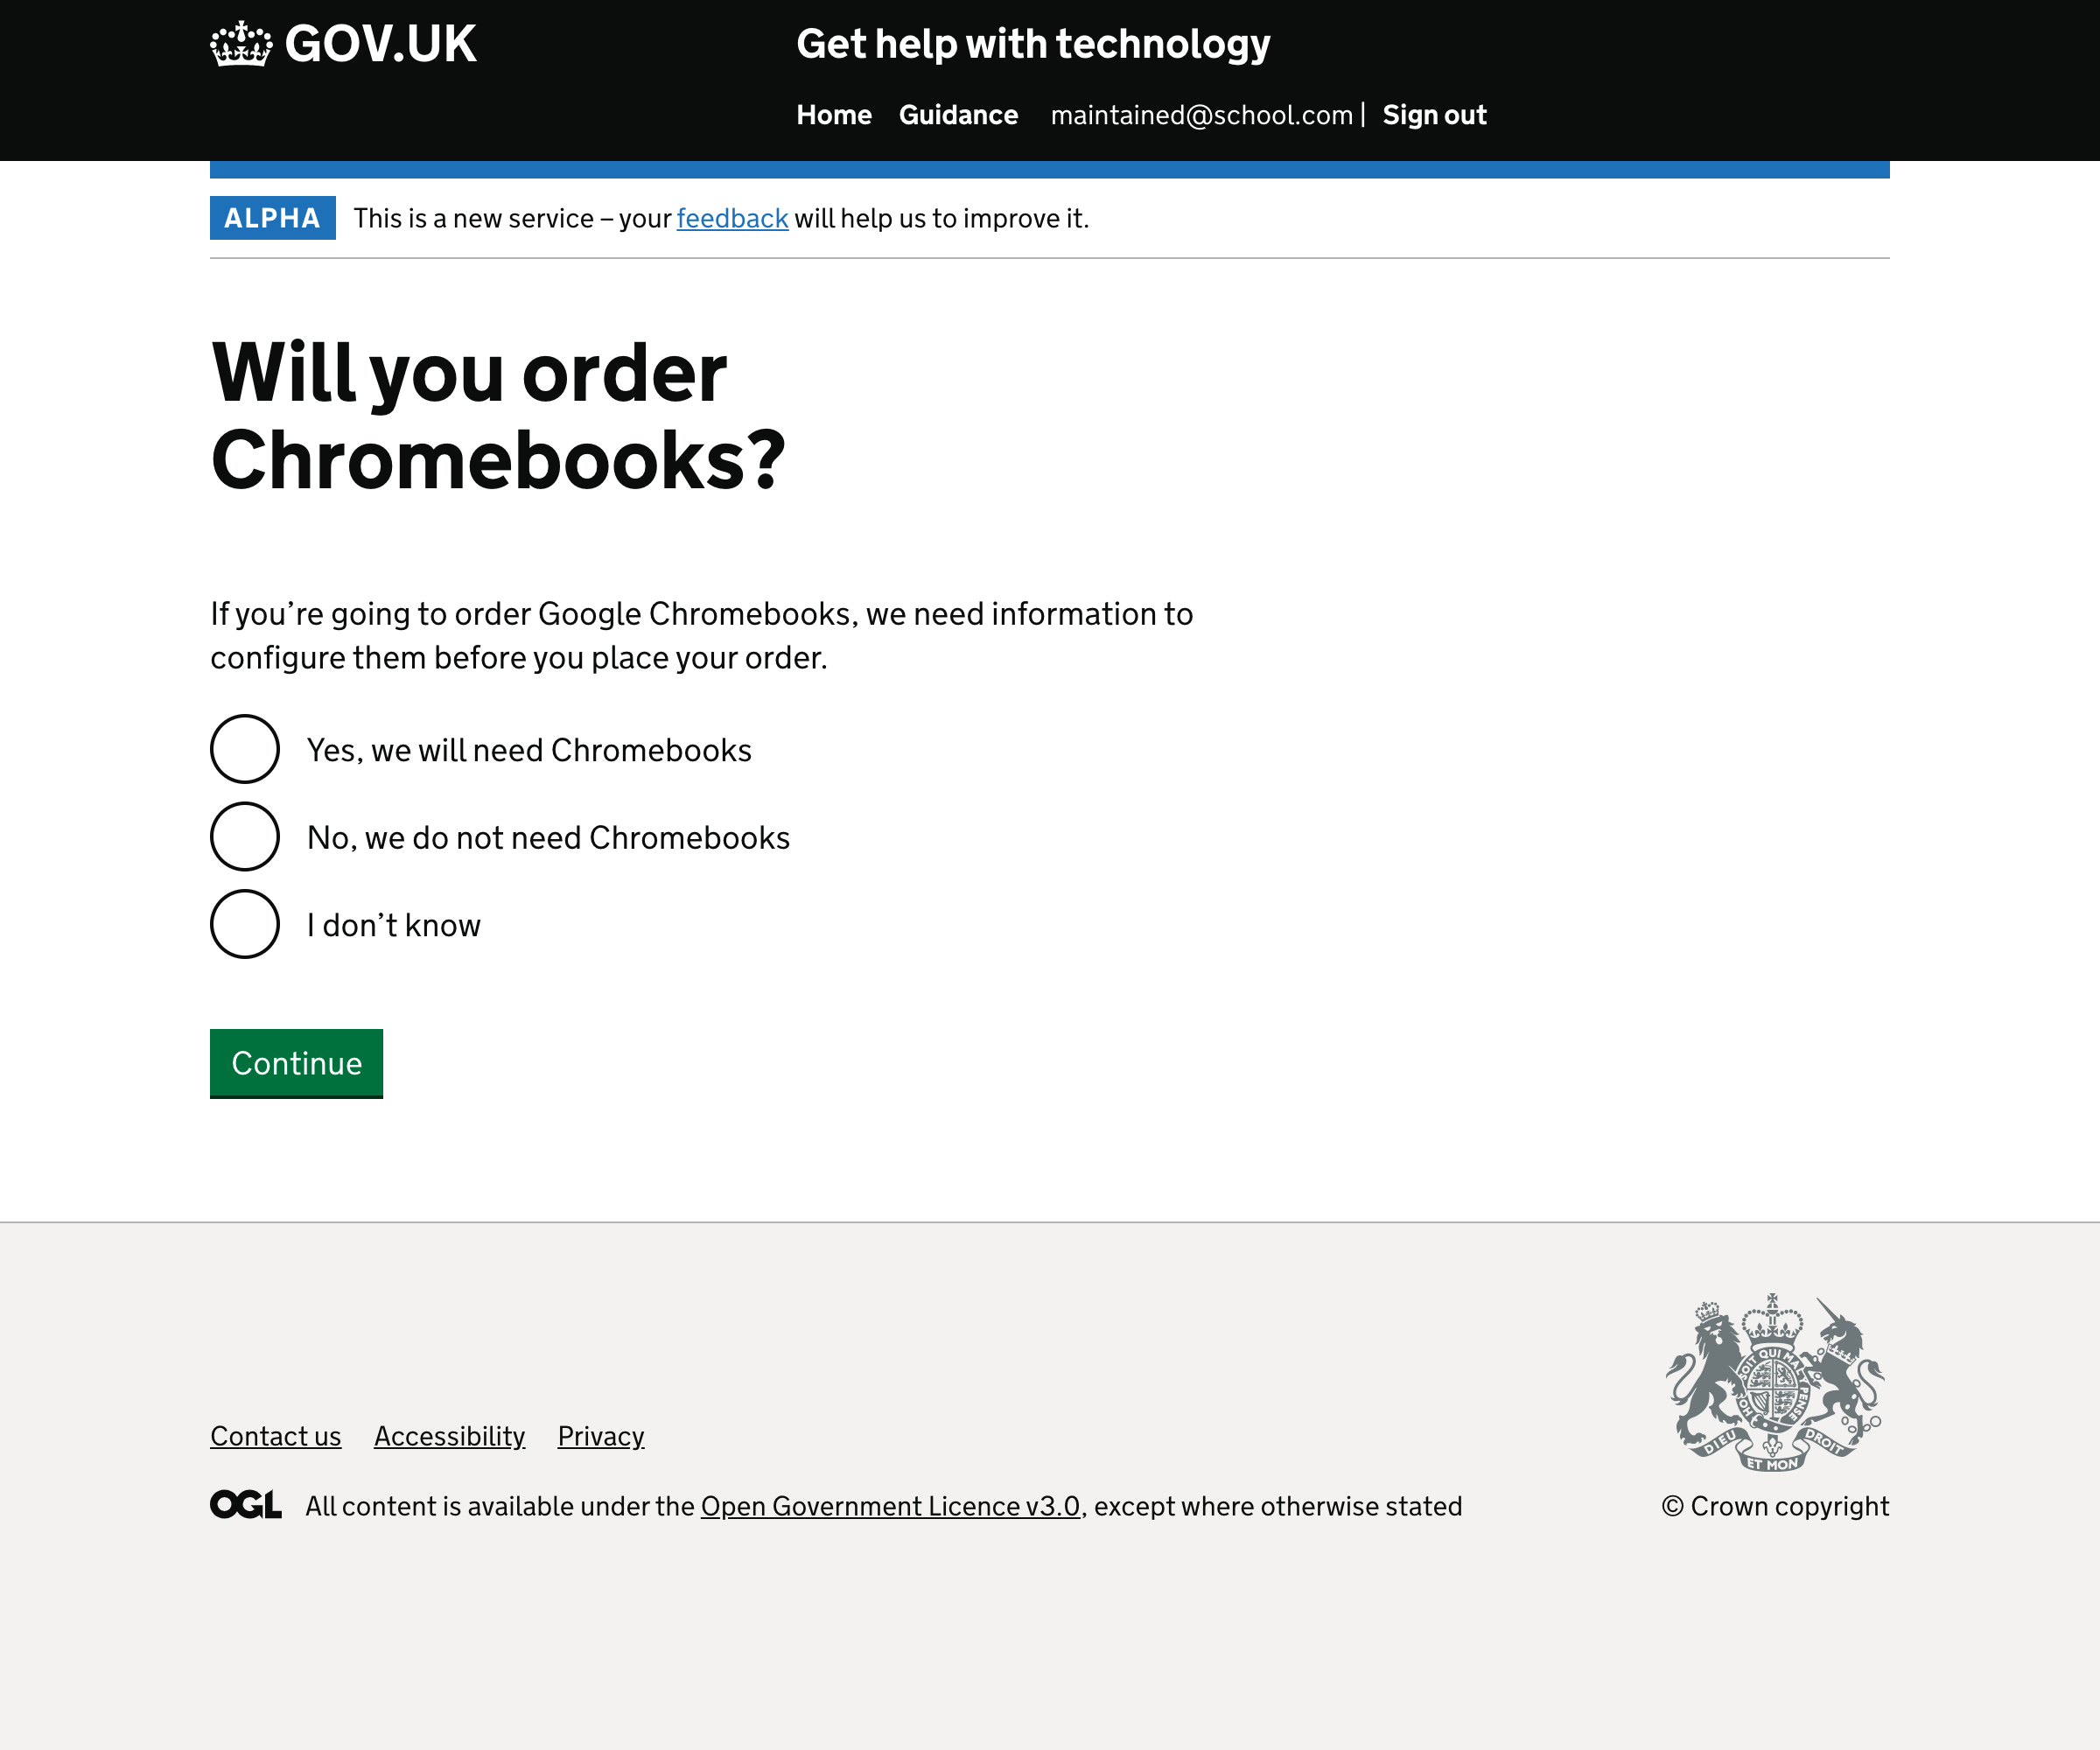 GOV.UK
Get help with technology
Home Guidance maintained@school.com | Sign out
ALPHA This is a new service – your feedback will help us to improve it.
Will you order
Chromebooks?
If you’re going to order Google Chromebooks, we need information to
configure them before you place your order.
Yes, we will need Chromebooks
No, we do not need Chromebooks
I don’t know
Continue
SOIT QUI MAL Y PENSE
DIEU ET MON DROIT
Contact us Accessibility Privacy
OGL All content is available under the Open Government Licence v3.0, except where otherwise stated
© Crown copyright